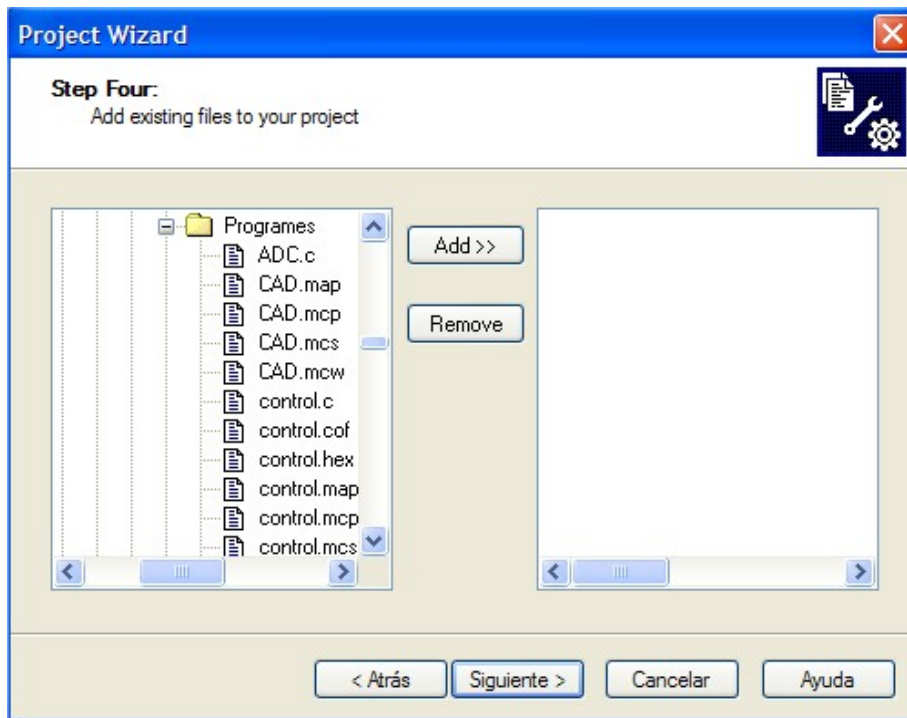 Project Wizard
Step Four:
Add existing files to your project
Programes
ADC.c
CAD.map
CAD.mcp
CAD.mcs
CAD.mcw
control.c
control.cof
control.hex
control.map
control.mcp
control.mcs
Add >>
Remove
< Atrás
Siguiente >
Cancelar
Ayuda